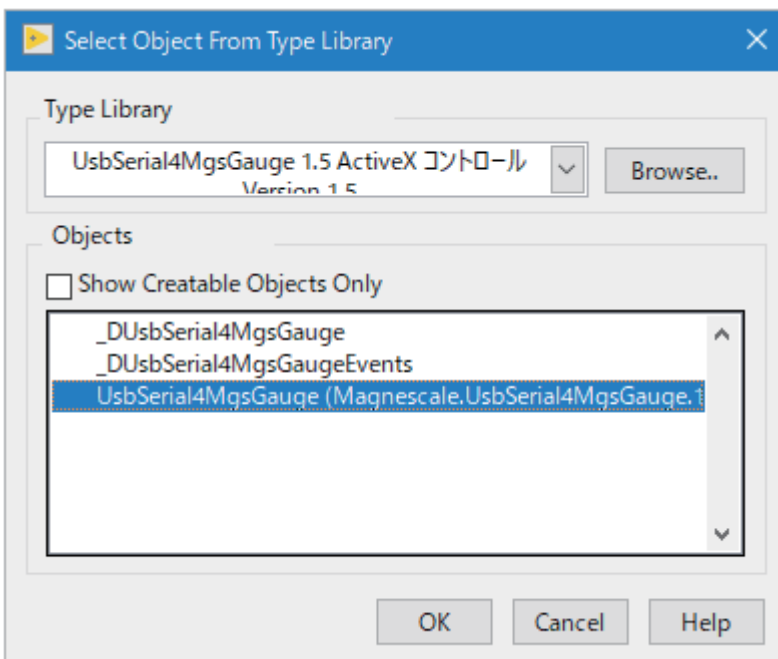 Select Object From Type Library
Type Library
UsbSerial4MgsGauge 1.5 ActiveX コントロール
Version 1.5
Browse..
Objects
Show Creatable Objects Only
_DUsbSerial4MgsGauge
_DUsbSerial4MgsGaugeEvents
UsbSerial4MgsGauge (Magnescale.UsbSerial4MgsGauge.1
OK Cancel Help